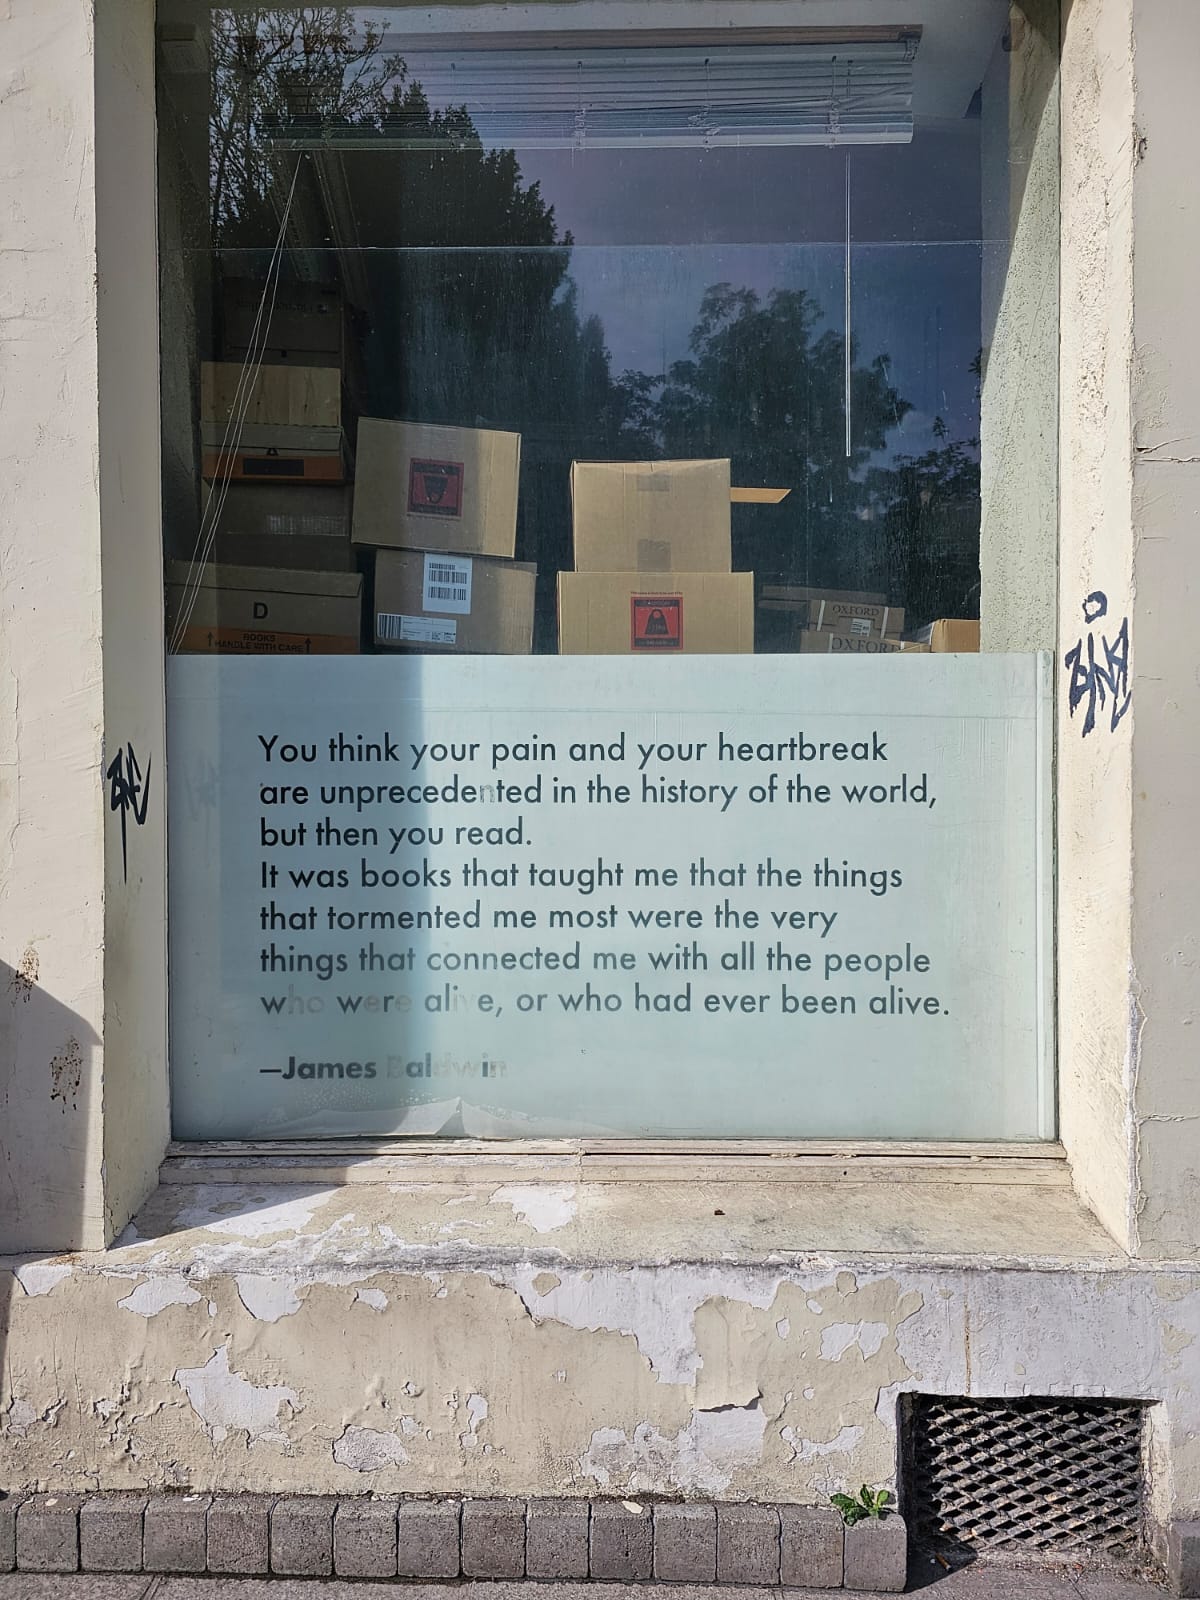 D
BOOKS
HANDLE WITH CARE
OXFORD
OXFORD
You think your pain and your heartbreak
are unprecedented in the history of the world,
but then you read.
It was books that taught me that the things
that tormented me most were the very
things that connected me with all the people
who were alive, or who had ever been alive.
—James Baldwin